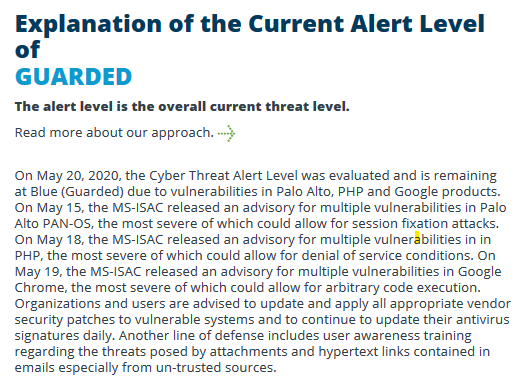 Explanation of the Current Alert Level
of
GUARDED
The alert level is the overall current threat level.
Read more about our approach.
On May 20, 2020, the Cyber Threat Alert Level was evaluated and is remaining
at Blue (Guarded) due to vulnerabilities in Palo Alto, PHP and Google products.
On May 15, the MS-ISAC released an advisory for multiple vulnerabilities in Palo
Alto PAN-OS, the most severe of which could allow for session fixation attacks.
On May 18, the MS-ISAC released an advisory for multiple vulnerabilities in in
PHP, the most severe of which could allow for denial of service conditions. On
May 19, the MS-ISAC released an advisory for multiple vulnerabilities in Google
Chrome, the most severe of which could allow for arbitrary code execution.
Organizations and users are advised to update and apply all appropriate vendor
security patches to vulnerable systems and to continue to update their antivirus
signatures daily. Another line of defense includes user awareness training
regarding the threats posed by attachments and hypertext links contained in
emails especially from un-trusted sources.